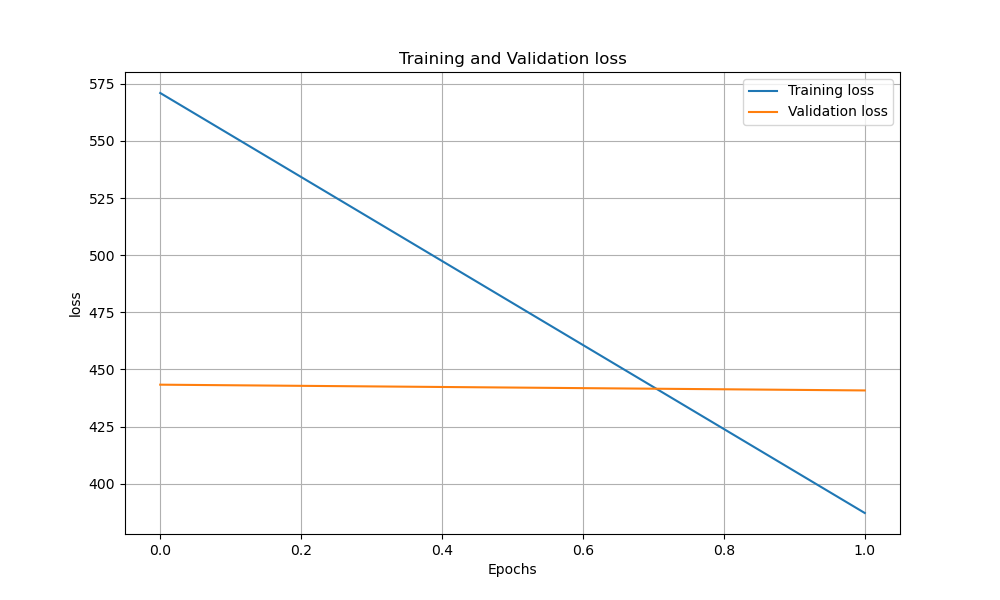 Training and Validation loss
Training loss
Validation loss
575
550
525
500
475
450
425
400
loss
0.0 0.2 0.4 0.6 0.8 1.0
Epochs